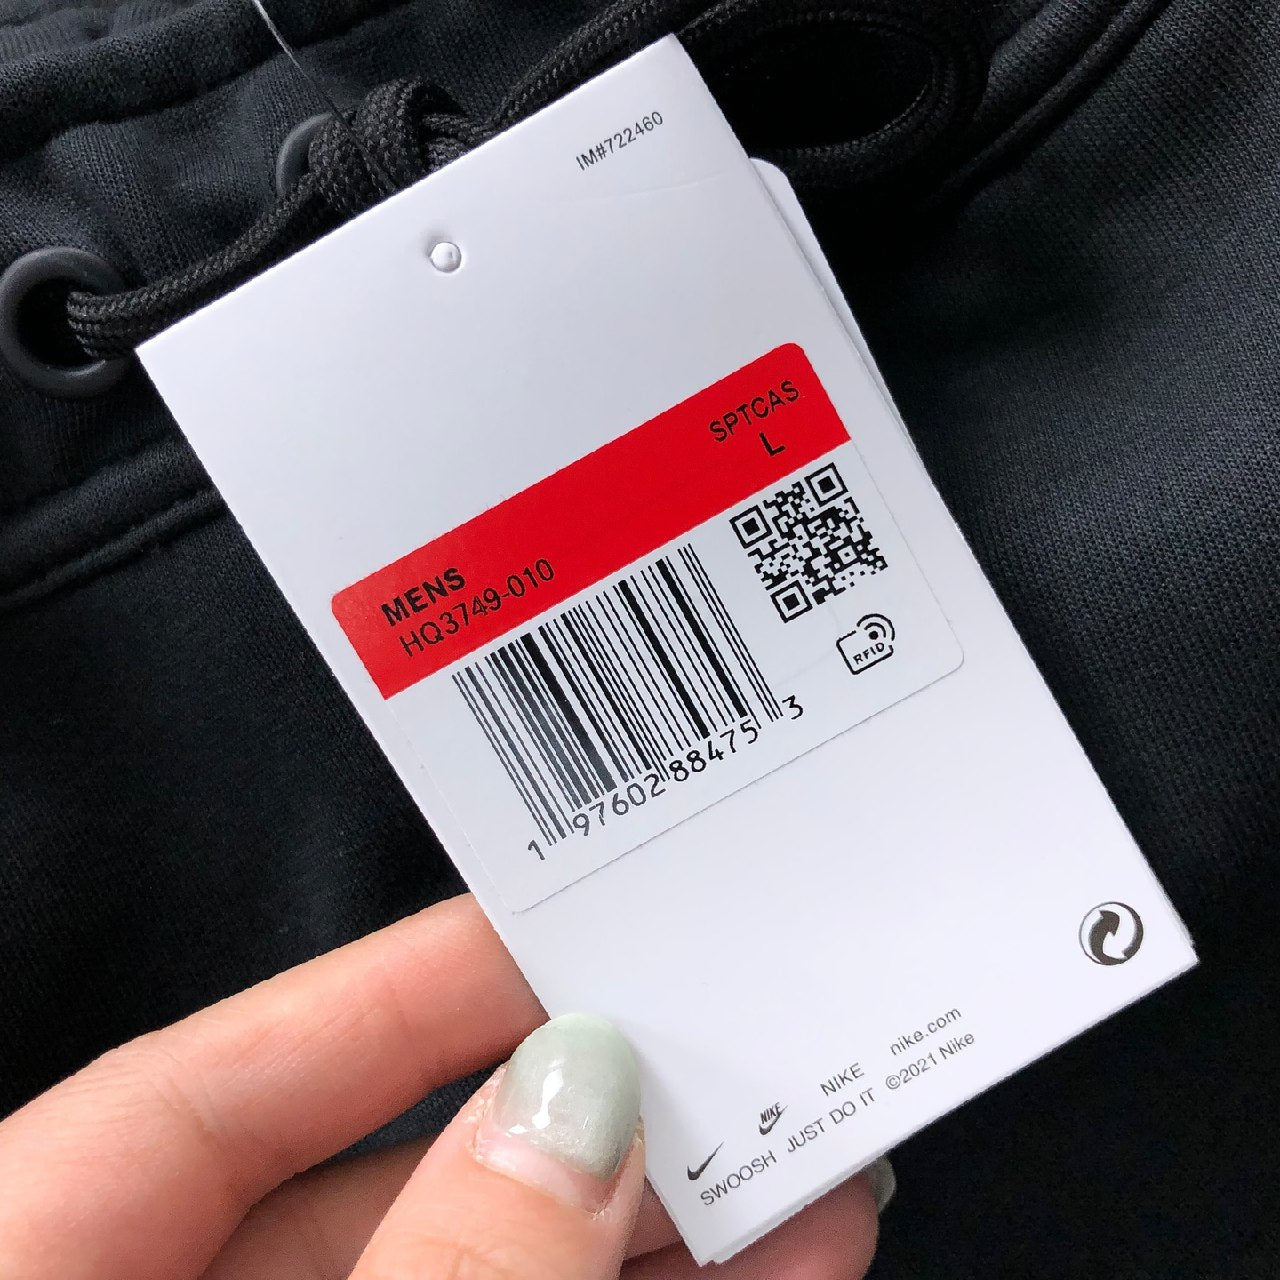 IM#722460
SPTCAS
L
MENS
HQ3749-010
RFID
1 97602 88475 3
NIKE
NIKE nike.com
SWOOSH JUST DO IT ©2021 Nike